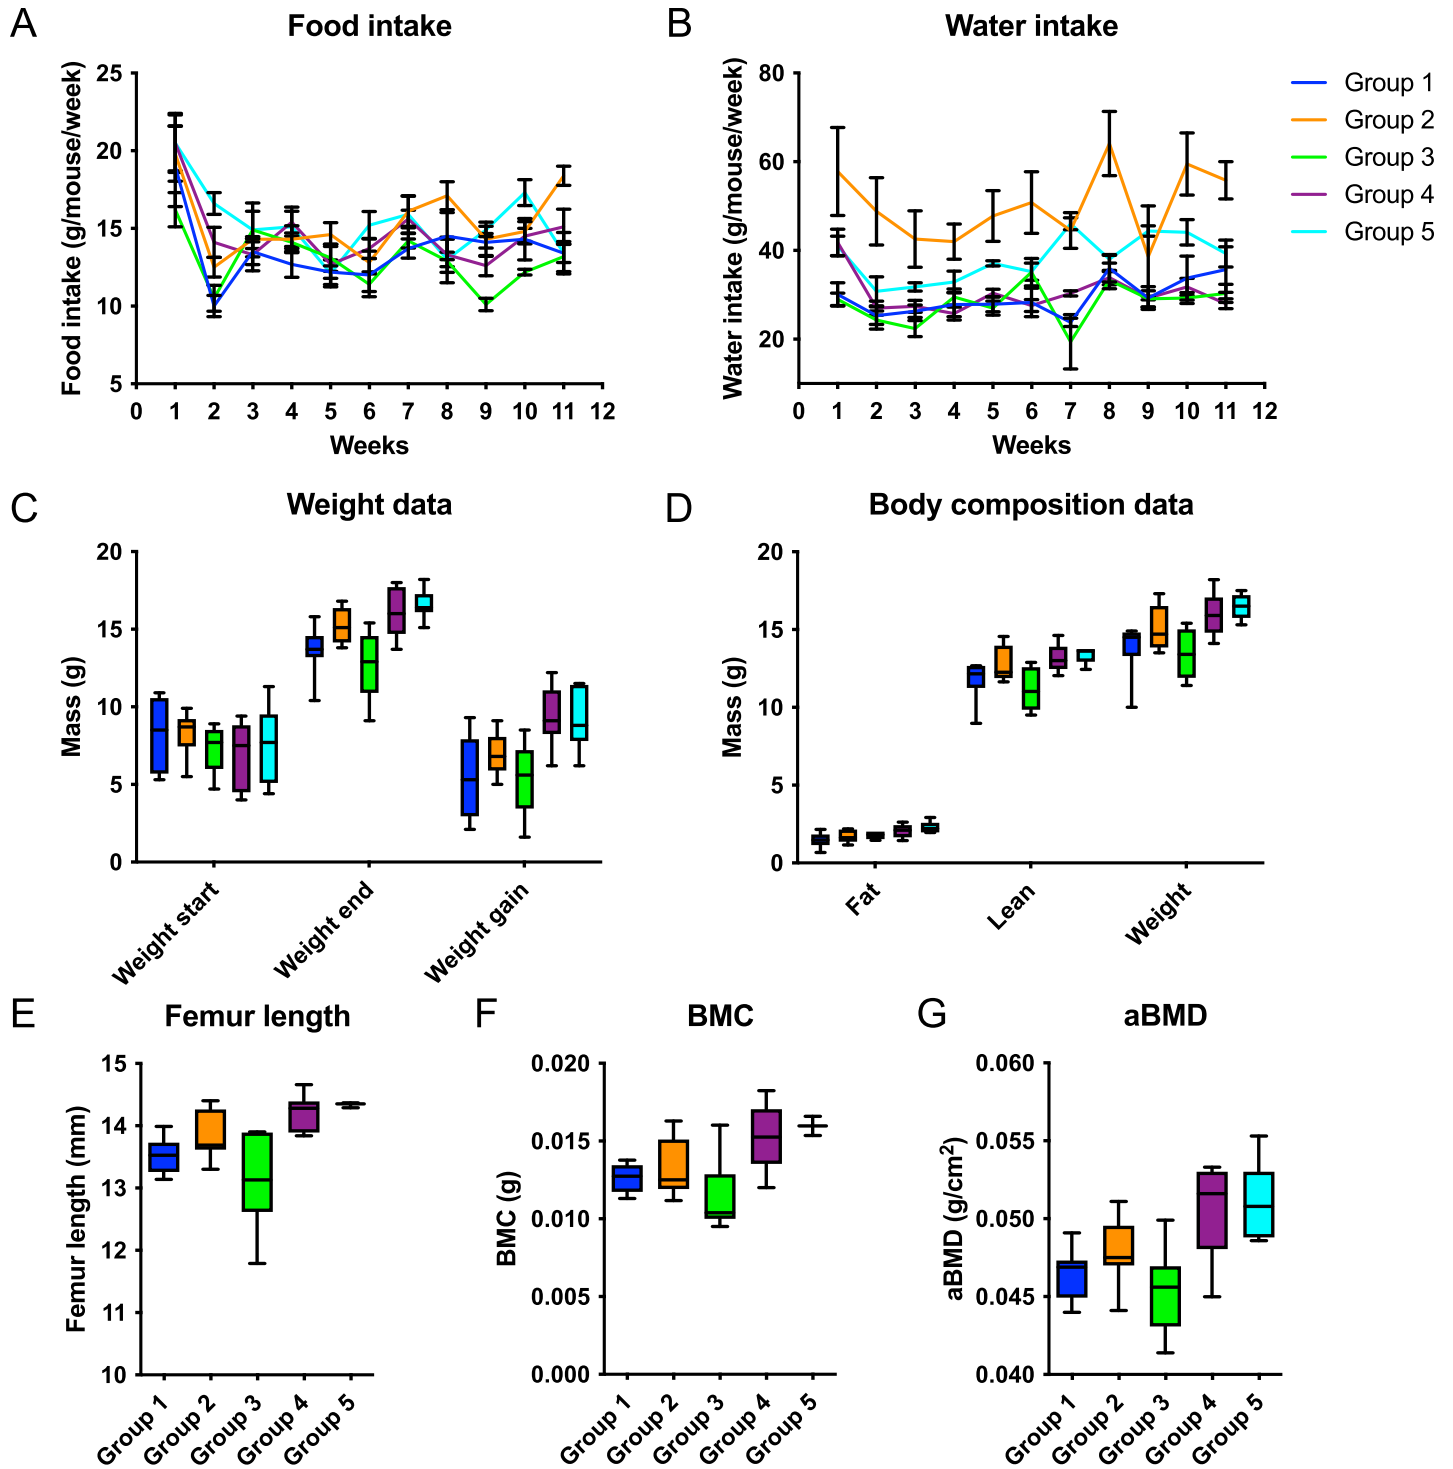 A
Food intake
Food intake (g/mouse/week)
25
20
15
10
5
0 1 2 3 4 5 6 7 8 9 10 11 12
Weeks
B
Water intake
Water intake (g/mouse/week)
80
60
40
20
0 1 2 3 4 5 6 7 8 9 10 11 12
Weeks
Group 1
Group 2
Group 3
Group 4
Group 5
C
Weight data
Mass (g)
20
15
10
5
0
Weight start
Weight end
Weight gain
D
Body composition data
Mass (g)
20
15
10
5
0
Fat
Lean
Weight
E
Femur length
Femur length (mm)
15
14
13
12
11
10
Group 1
Group 2
Group 3
Group 4
Group 5
F
BMC
BMC (g)
0.020
0.015
0.010
0.005
0.000
Group 1
Group 2
Group 3
Group 4
Group 5
G
aBMD
aBMD (g/cm²)
0.060
0.055
0.050
0.045
0.040
Group 1
Group 2
Group 3
Group 4
Group 5